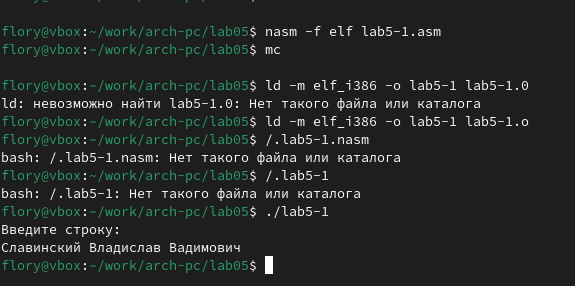 flory@vbox:~/work/arch-pc/lab05$ nasm -f elf lab5-1.asm
flory@vbox:~/work/arch-pc/lab05$ mc
flory@vbox:~/work/arch-pc/lab05$ ld -m elf_i386 -o lab5-1 lab5-1.0
ld: невозможно найти lab5-1.0: Нет такого файла или каталога
flory@vbox:~/work/arch-pc/lab05$ ld -m elf_i386 -o lab5-1 lab5-1.o
flory@vbox:~/work/arch-pc/lab05$ /.lab5-1.nasm
bash: /.lab5-1.nasm: Нет такого файла или каталога
flory@vbox:~/work/arch-pc/lab05$ /.lab5-1
bash: /.lab5-1: Нет такого файла или каталога
flory@vbox:~/work/arch-pc/lab05$ ./lab5-1
Введите строку:
Славинский Владислав Вадимович
flory@vbox:~/work/arch-pc/lab05$